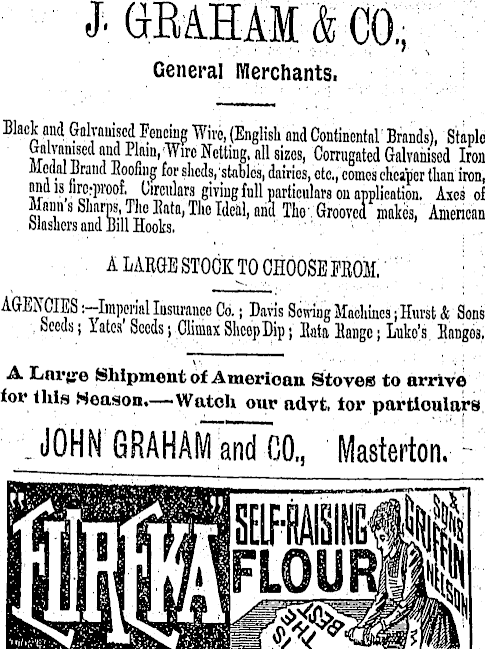 J. GRAHAM & CO.,
General Merchants.
Black and Galvanised Fencing Wire, (English and Continental Brands), Staple
Galvanised and Plain, Wire Netting, all sizes, Corrugated Galvanised Iron
Medal Brand Roofing for sheds, stables, dairies, etc., comes cheaper than iron,
and is fire-proof. Circulars giving full particulars on application. Axes of
Mann's Sharps, The Rata, The Ideal, and The Grooved makes, American
Slashers and Bill Hooks.
A LARGE STOCK TO CHOOSE FROM.
AGENCIES :—Imperial Insurance Co. ; Davis Sewing Machines ; Hurst & Sons
Seeds ; Yates' Seeds ; Climax Sheep Dip ; Rata Range ; Luke's Ranges.
A Large Shipment of American Stoves to arrive
for this Season.—Watch our advt. for particulars
JOHN GRAHAM and CO., Masterton.
"EUREKA"
SELF-RAISING
FLOUR
IS
THE
BEST
& SONS
GRIFFIN
NELSON